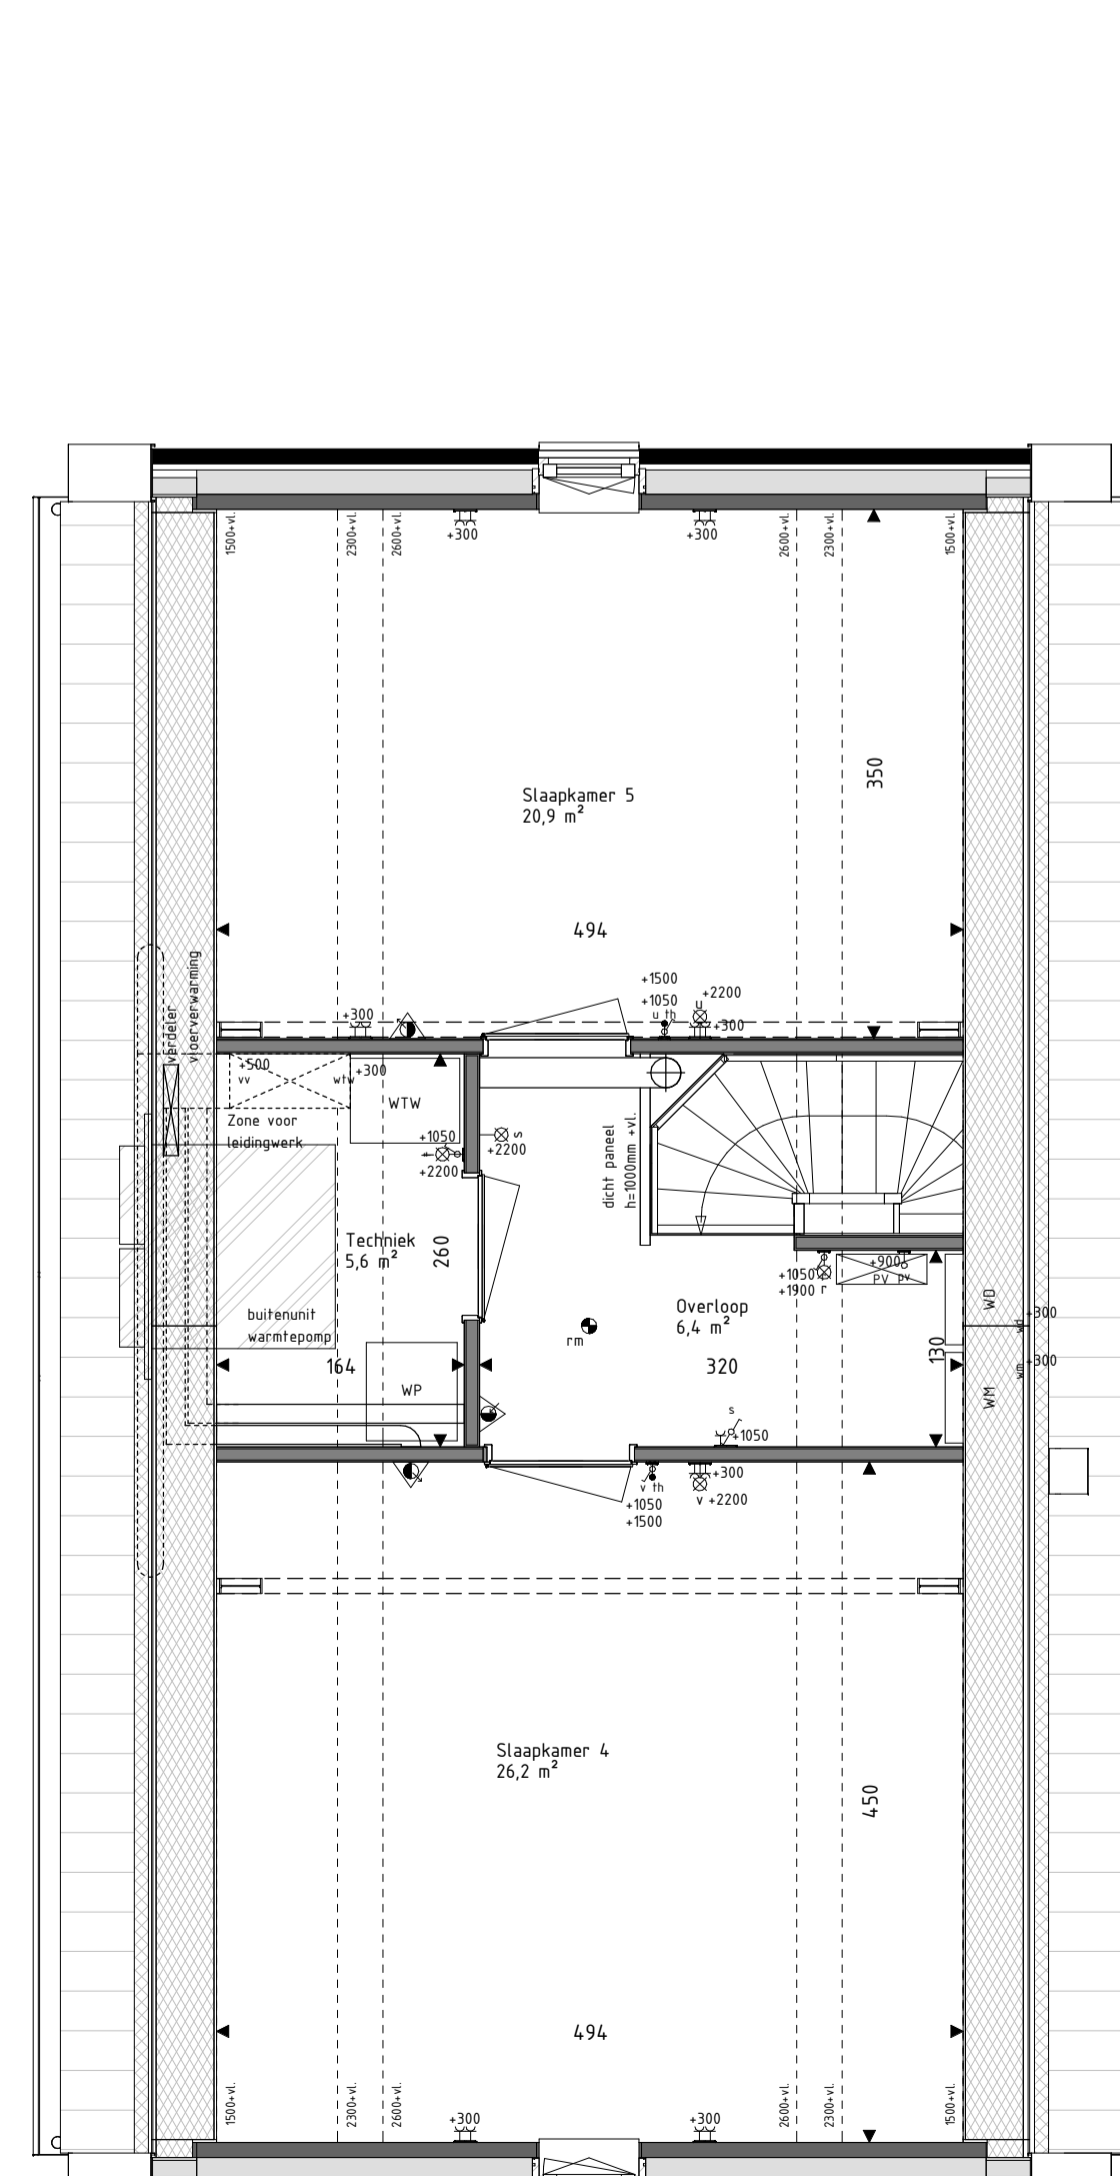 1500+vl.
2300+vl.
2600+vl.
+300
+300
2600+vl.
2300+vl.
1500+vl.
350
Slaapkamer 5
20,9 m²
494
verdeler
vloerverwarming
+300
+1500
+1050
u th
u
+2200
+300
+500
vv
wtw
+300
WTW
Zone voor
leidingwerk
+1050
+2200
s
+2200
dicht paneel
h=1000mm +vl.
Techniek
5,6 m²
260
buitenunit
warmtepomp
164
WP
rm
Overloop
6,4 m²
320
+1050
+1900 r
+900
PV pv
130
WD
wd
+300
WM
wm
+300
s
+1050
v th
+1050
+1500
+300
v +2200
Slaapkamer 4
26,2 m²
450
494
1500+vl.
2300+vl.
2600+vl.
+300
+300
2600+vl.
2300+vl.
1500+vl.